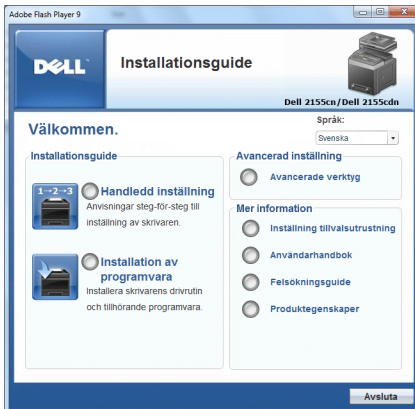 Adobe Flash Player 9
DELL
Installationsguide
Dell 2155cn/Dell 2155cdn
Språk:
Svenska
Välkommen.
Installationsguide
1→2→3
Handledd inställning
Anvisningar steg-för-steg till
inställning av skrivaren.
Installation av
programvara
Installera skrivarens drivrutin
och tillhörande programvara.
Avancerad inställning
Avancerade verktyg
Mer information
Inställning tillvalsutrustning
Användarhandbok
Felsökningsguide
Produktegenskaper
Avsluta